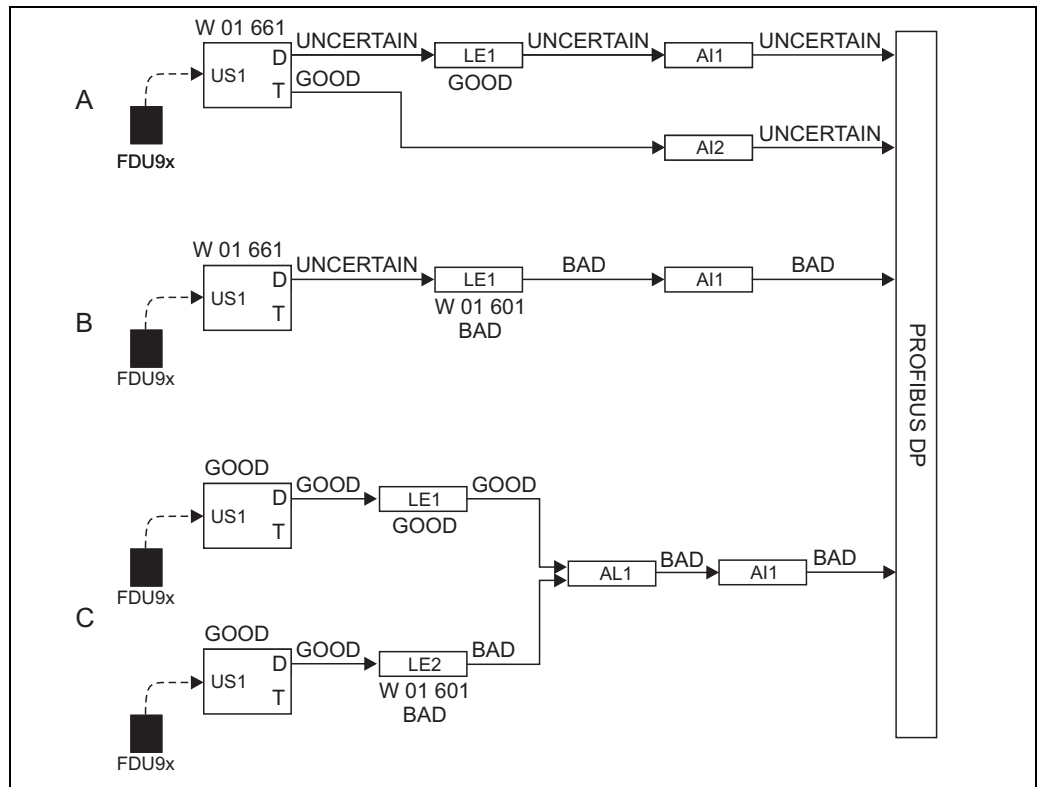 W 01 661
A
US1
D
T
FDU9x
UNCERTAIN
GOOD
LE1
GOOD
UNCERTAIN
AI1
UNCERTAIN
AI2
UNCERTAIN
W 01 661
B
US1
D
T
FDU9x
UNCERTAIN
LE1
W 01 601
BAD
BAD
AI1
BAD
C
GOOD
US1
D
T
FDU9x
GOOD
LE1
GOOD
GOOD
GOOD
US1
D
T
FDU9x
GOOD
LE2
W 01 601
BAD
BAD
AL1
BAD
AI1
BAD
PROFIBUS DP